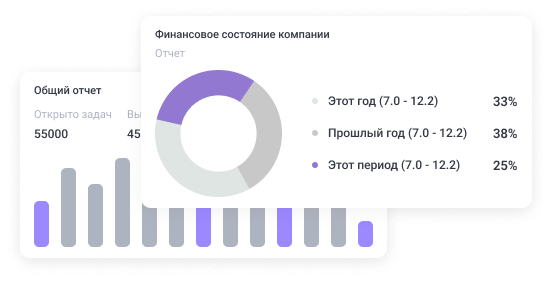 Финансовое состояние компании
Отчет
Этот год (7.0 - 12.2) 33%
Прошлый год (7.0 - 12.2) 38%
Этот период (7.0 - 12.2) 25%
Общий отчет
Открыто задач
55000